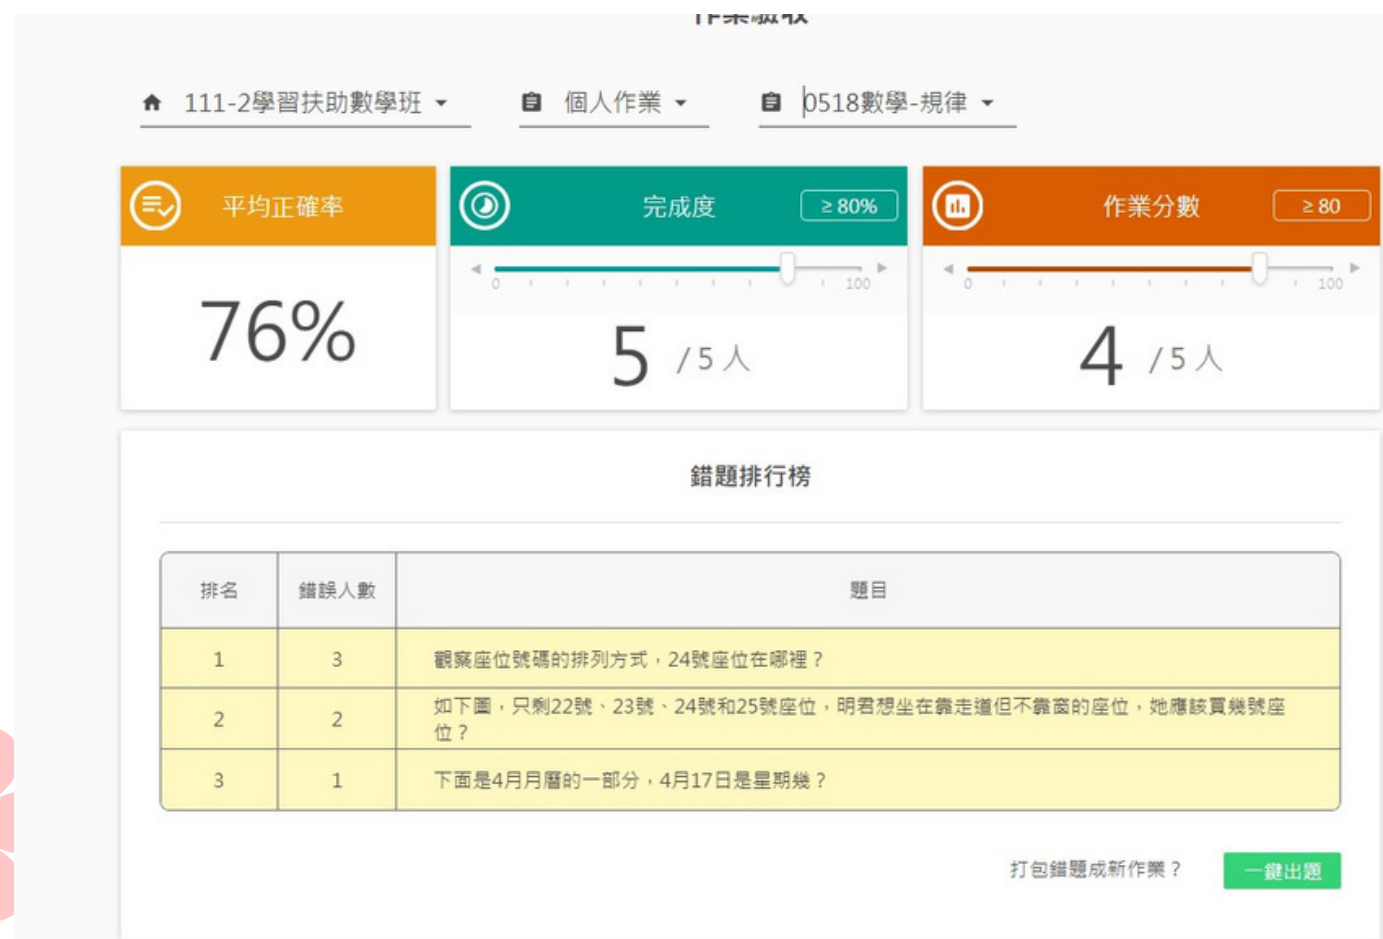 作業驗收
111-2學習扶助數學班
個人作業
0518數學-規律
平均正確率
完成度
≥ 80%
作業分數
≥ 80
0
100
0
100
76%
5 / 5 人
4 / 5 人
錯題排行榜
排名
錯誤人數
題目
1
3
觀察座位號碼的排列方式，24號座位在哪裡？
2
2
如下圖，只剩22號、23號、24號和25號座位，明君想坐在靠走道但不靠窗的座位，她應該買幾號座
位？
3
1
下面是4月月曆的一部分，4月17日是星期幾？
打包錯題成新作業？
一鍵出題